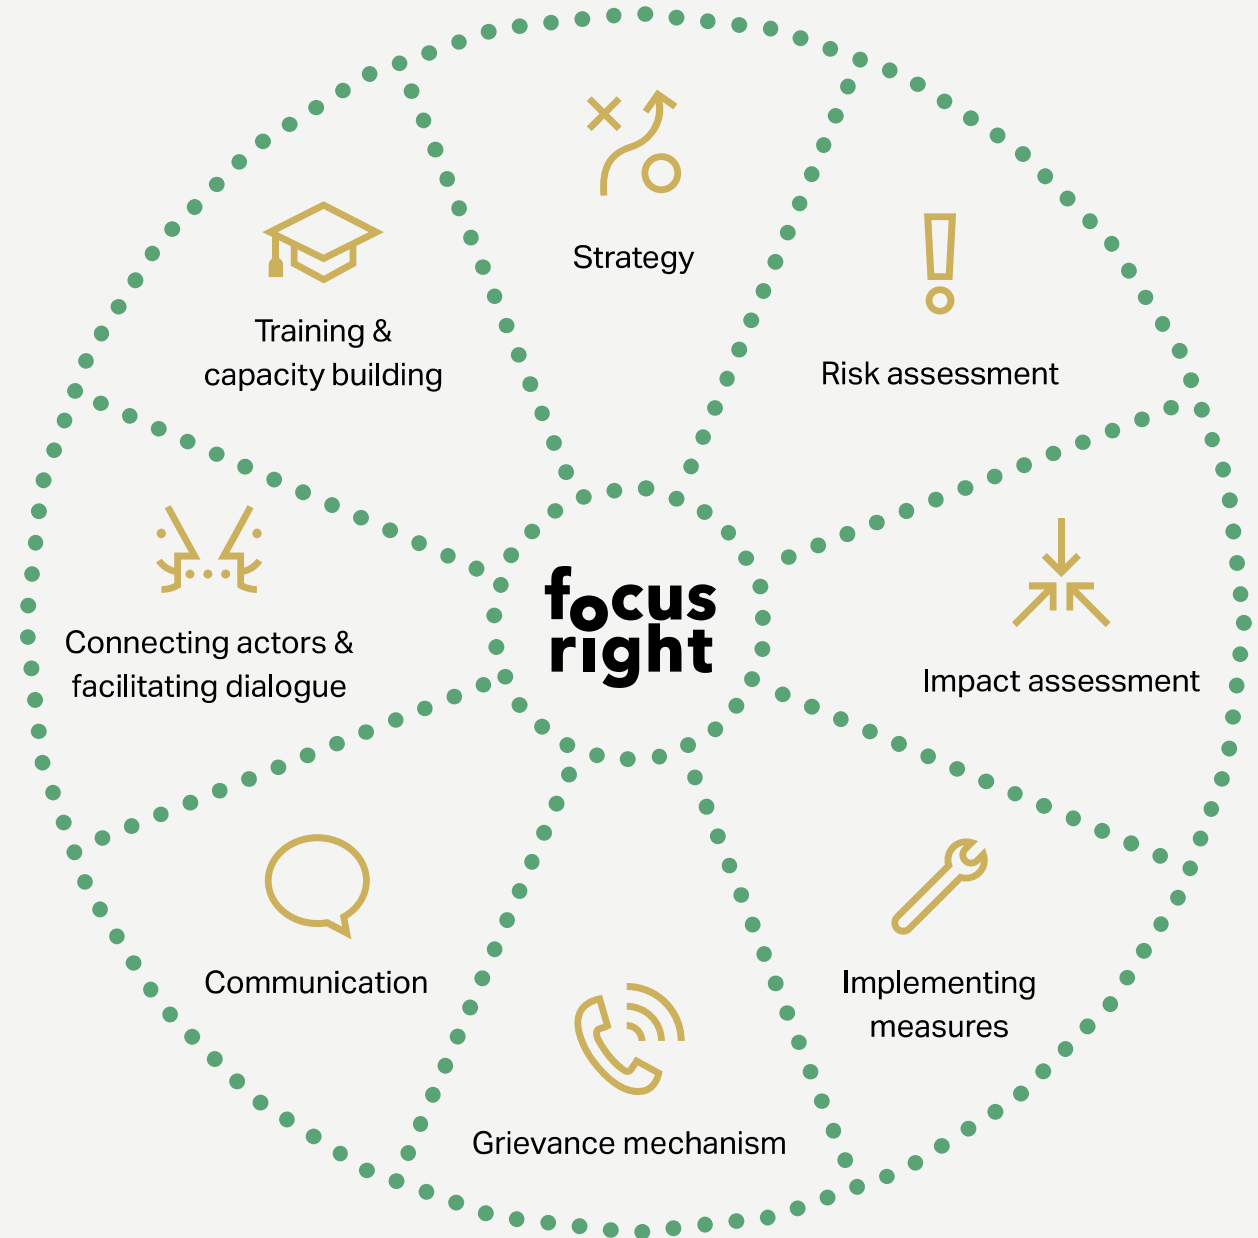 Strategy
Risk assessment
Impact assessment
Implementing
measures
Grievance mechanism
Communication
Connecting actors &
facilitating dialogue
Training &
capacity building
focus
right